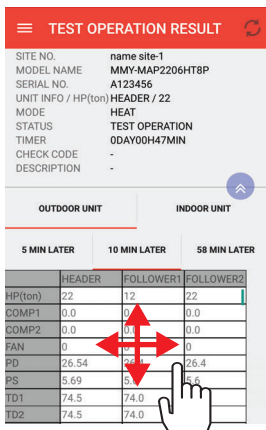 TEST OPERATION RESULT
SITE NO. name site-1
MODEL NAME MMY-MAP2206HT8P
SERIAL NO. A123456
UNIT INFO / HP(ton) HEADER / 22
MODE HEAT
STATUS TEST OPERATION
TIMER 0DAY00H47MIN
CHECK CODE -
DESCRIPTION -
OUTDOOR UNIT INDOOR UNIT
5 MIN LATER 10 MIN LATER 58 MIN LATER
HEADER FOLLOWER1 FOLLOWER2
HP(ton) 22 12 22
COMP1 0.0 0.0
COMP2 0.0 0.0
FAN 0 0
PD 26.54 26.4
PS 5.69 5.6
TD1 74.5 74.0
TD2 74.5 74.0